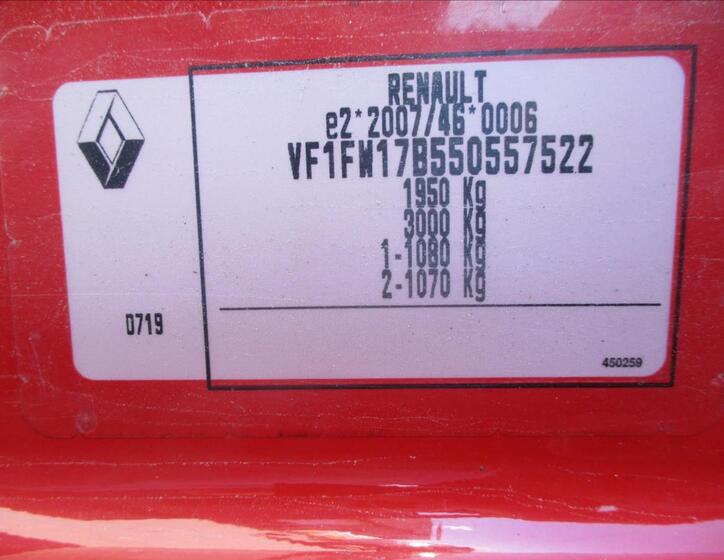 RENAULT
e2*2007/46*0006
VF1FW17B550557522
1950 Kg
3000 Kg
1-1080 Kg
2-1070 Kg
0719
450259